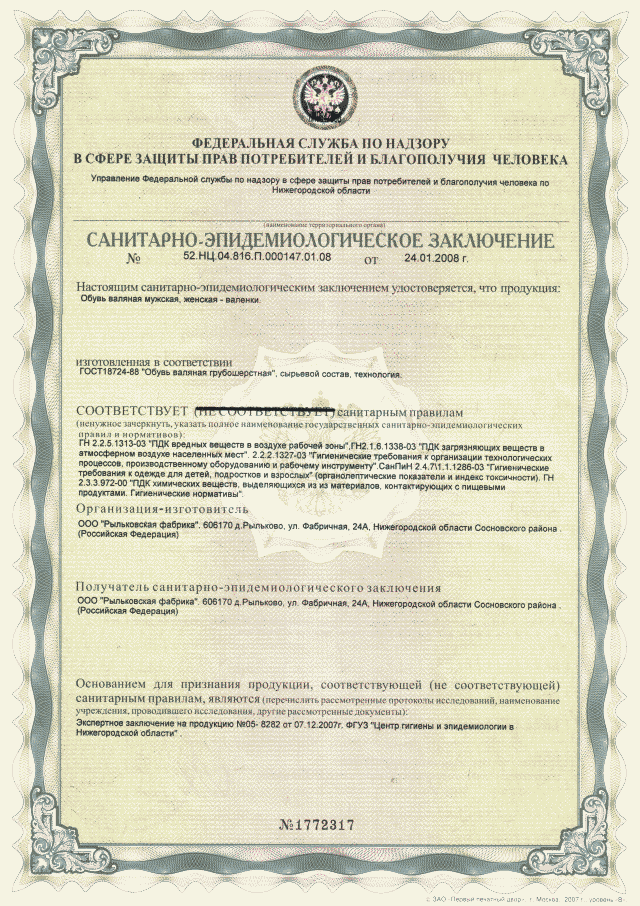 ФЕДЕРАЛЬНАЯ СЛУЖБА ПО НАДЗОРУ
В СФЕРЕ ЗАЩИТЫ ПРАВ ПОТРЕБИТЕЛЕЙ И БЛАГОПОЛУЧИЯ ЧЕЛОВЕКА
Управление Федеральной службы по надзору в сфере защиты прав потребителей и благополучия человека по
Нижегородской области
(наименование территориального органа)
САНИТАРНО-ЭПИДЕМИОЛОГИЧЕСКОЕ ЗАКЛЮЧЕНИЕ
№ 52.НЦ.04.816.П.000147.01.08 от 24.01.2008 г.
Настоящим санитарно-эпидемиологическим заключением удостоверяется, что продукция:
Обувь валяная мужская, женская - валенки.
изготовленная в соответствии
ГОСТ18724-88 "Обувь валяная грубошерстная", сырьевой состав, технология.
СООТВЕТСТВУЕТ (НЕ СООТВЕТСТВУЕТ) санитарным правилам
(ненужное зачеркнуть, указать полное наименование государственных санитарно-эпидемиологических
правил и нормативов):
ГН 2.2.5.1313-03 "ПДК вредных веществ в воздухе рабочей зоны",ГН2.1.6.1338-03 "ПДК загрязняющих веществ в
атмосферном воздухе населенных мест". 2.2.2.1327-03 "Гигиенические требования к организации технологических
процессов, производственному оборудованию и рабочему инструменту".СанПиН 2.4.7\1.1.1286-03 "Гигиенические
требования к одежде для детей, подростков и взрослых" (органолептические показатели и индекс токсичности). ГН
2.3.3.972-00 "ПДК химических веществ, выделяющихся из из материалов, контактирующих с пищевыми
продуктами. Гигиенические нормативы".
Организация-изготовитель
ООО "Рыльковская фабрика". 606170 д.Рыльково, ул. Фабричная, 24А, Нижегородской области Сосновского района .
(Российская Федерация)
Получатель санитарно-эпидемиологического заключения
ООО "Рыльковская фабрика". 606170 д.Рыльково, ул. Фабричная, 24А, Нижегородской области Сосновского района .
(Российская Федерация)
Основанием для признания продукции, соответствующей (не соответствующей)
санитарным правилам, являются (перечислить рассмотренные протоколы исследований, наименование
учреждения, проводившего исследования, другие рассмотренные документы):
Экспертное заключение на продукцию №05- 8282 от 07.12.2007г. ФГУЗ "Центр гигиены и эпидемиологии в
Нижегородской области" .
№1772317
© ЗАО «Первый печатный двор», г. Москва, 2007 г., уровень «В»